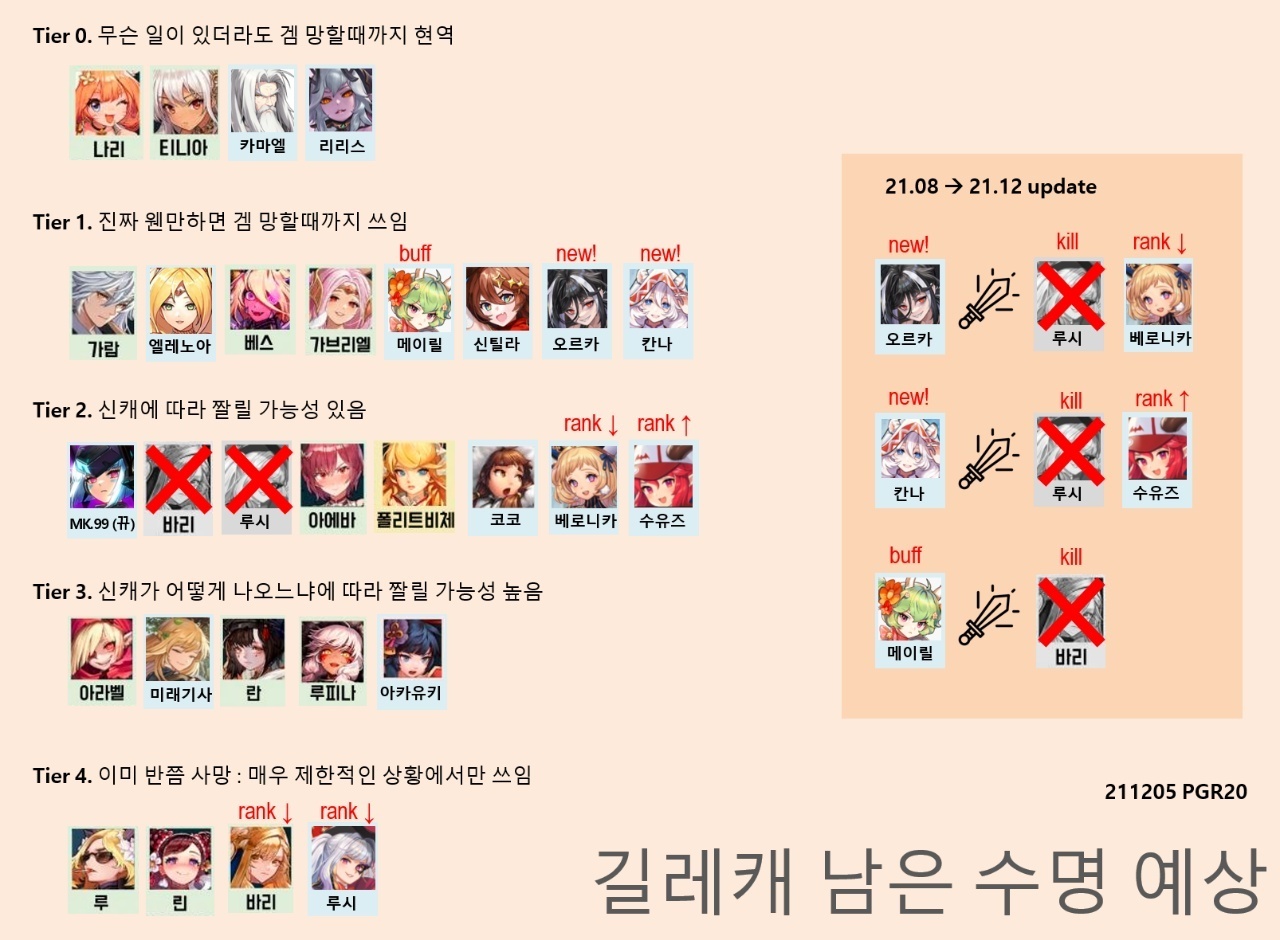 Tier 0. 무슨 일이 있더라도 겜 망할때까지 현역
나리 티니아 카마엘 리리스
Tier 1. 진짜 웬만하면 겜 망할때까지 쓰임
buff new! new!
가람 엘레노아 베스 가브리엘 메이릴 신틸라 오르카 칸나
Tier 2. 신캐에 따라 짤릴 가능성 있음
rank ↓ rank ↑
MK.99 (뀨) 바리 루시 아에바 폴리트비체 코코 베로니카 수유즈
Tier 3. 신캐가 어떻게 나오느냐에 따라 짤릴 가능성 높음
아라벨 미래기사 란 루피나 아카유키
Tier 4. 이미 반쯤 사망 : 매우 제한적인 상황에서만 쓰임
rank ↓ rank ↓
루 린 바리 루시
21.08 → 21.12 update
new! kill rank ↓
오르카 루시 베로니카
new! kill rank ↑
칸나 루시 수유즈
buff kill
메이릴 바리
211205 PGR20
길레캐 남은 수명 예상